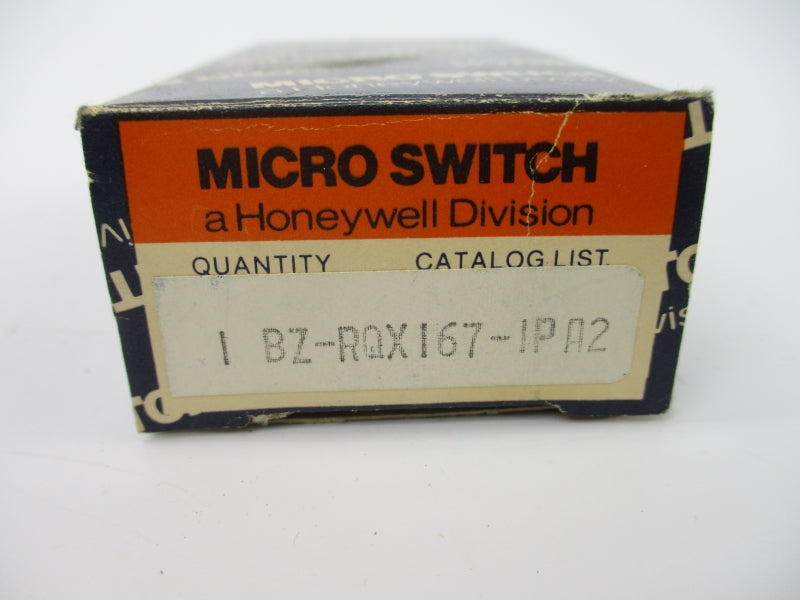 MICRO SWITCH
a Honeywell Division
QUANTITY CATALOG LIST
1 BZ-RQX167-1PA2